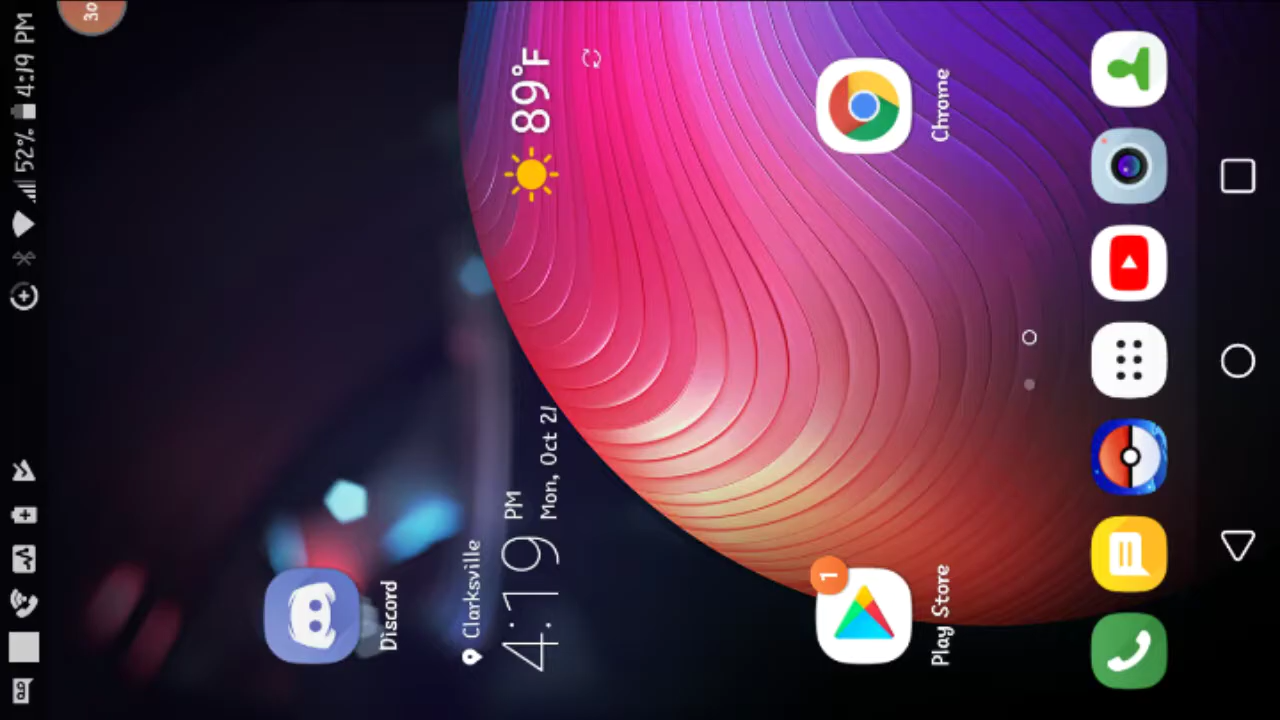 52% 4:19 PM
30
Discord
Clarksville
4:19 PM
Mon, Oct 21
89°F
1
Play Store
Chrome